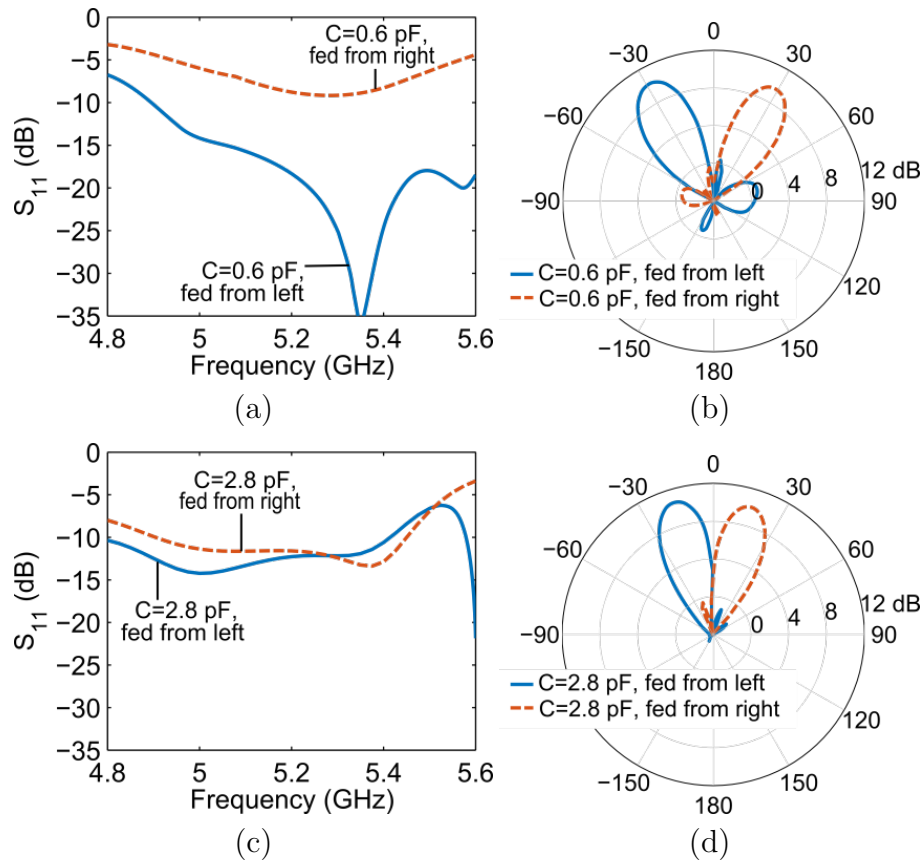 0
−5
−10
−15
−20
−25
−30
−35
S11 (dB)
C=0.6 pF,
fed from right
C=0.6 pF,
fed from left
4.8
5
5.2
5.4
5.6
Frequency (GHz)
(a)
0
−30
30
−60
60
−90
0
4
8
12 dB
90
C=0.6 pF, fed from left
C=0.6 pF, fed from right
120
−150
150
180
(b)
0
−5
−10
−15
−20
−25
−30
−35
S11 (dB)
C=2.8 pF,
fed from right
C=2.8 pF,
fed from left
4.8
5
5.2
5.4
5.6
Frequency (GHz)
(c)
0
−30
30
−60
60
−90
0
4
8
12 dB
90
C=2.8 pF, fed from left
C=2.8 pF, fed from right
120
−150
150
180
(d)